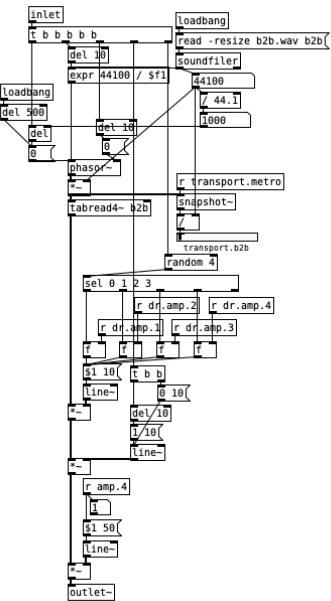 inlet
loadbang
t b b b b b
read -resize b2b.wav b2b
del 10
soundfiler
expr 44100 / $f1
44100
loadbang
/ 44.1
del 500
1000
del
del 10
0
0
phasor~
*~
r transport.metro
tabread4~ b2b
snapshot~
/
transport.b2b
random 4
sel 0 1 2 3
r dr.amp.2
r dr.amp.4
r dr.amp.1
r dr.amp.3
f
f
f
f
$1 10
t b b
line~
0 10
*~
del 10
1 10
line~
*~
r amp.4
1
$1 50
line~
*~
outlet~